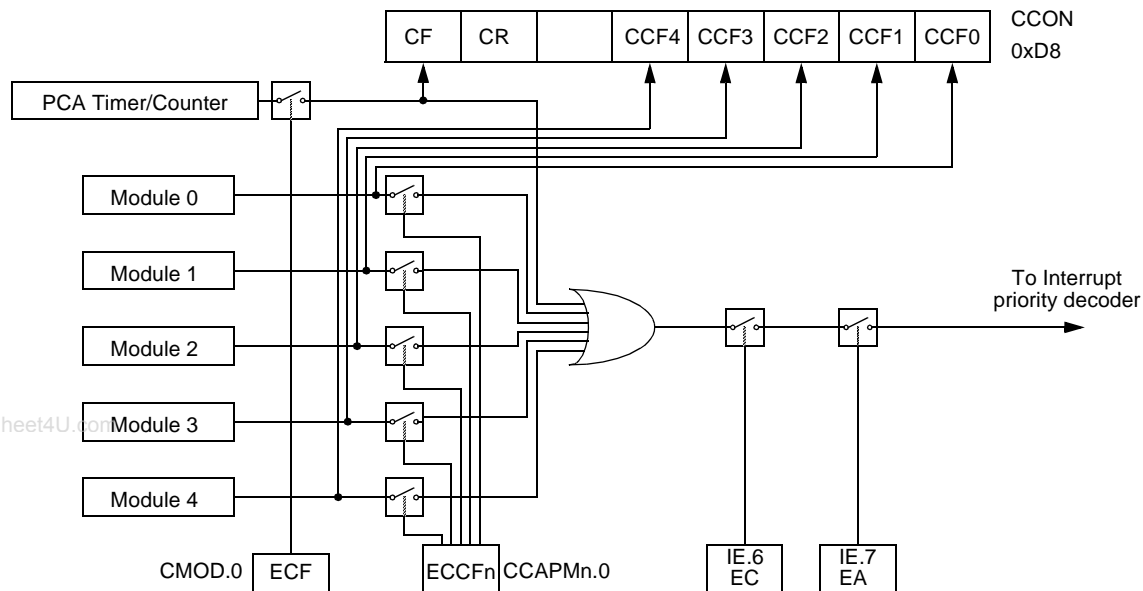 CF CR CCF4 CCF3 CCF2 CCF1 CCF0 CCON
0xD8
PCA Timer/Counter
Module 0
Module 1
To Interrupt
priority decoder
Module 2
heet4U.com
Module 3
Module 4
CMOD.0 ECF ECCFn CCAPMn.0
IE.6
EC
IE.7
EA